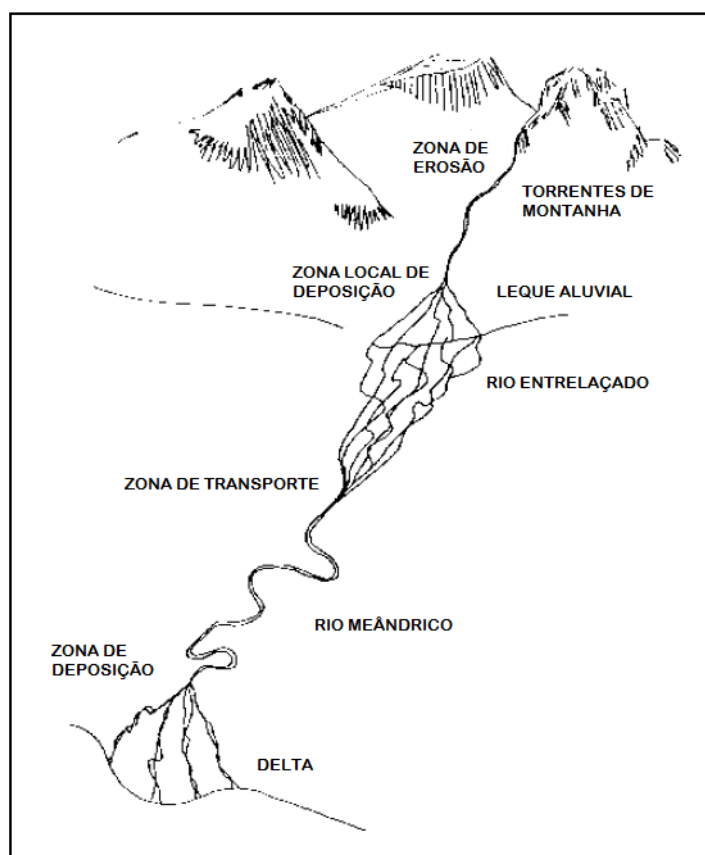 ZONA DE
EROSÃO
TORRENTES DE
MONTANHA
ZONA LOCAL DE
DEPOSIÇÃO
LEQUE ALUVIAL
RIO ENTRELAÇADO
ZONA DE TRANSPORTE
RIO MEÂNDRICO
ZONA DE
DEPOSIÇÃO
DELTA